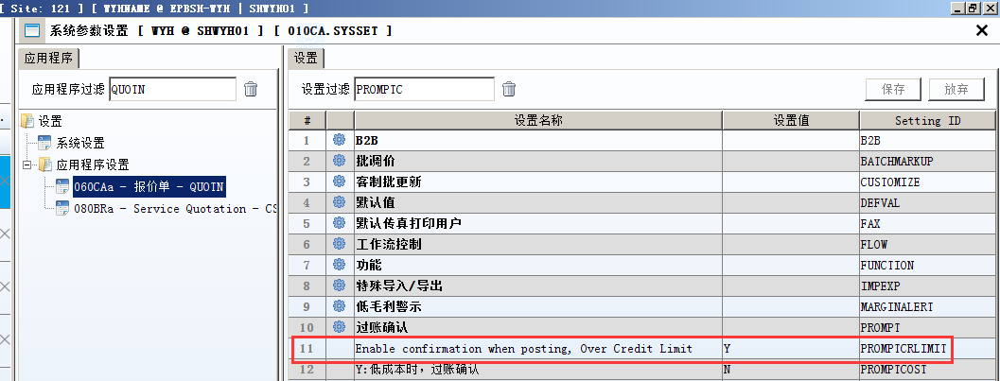 [ Site: 121 ] [ WYHNAME @ EPBSH-WYH | SHWYH01 ]
系统参数设置 [ WYH @ SHWYH01 ] [ 010CA.SYSSET ]
应用程序
应用程序过滤 QUOTN
设置
系统设置
应用程序设置
060CAa - 报价单 - QUOTN
080BRa - Service Quotation - CS
设置
设置过滤 PROMPTC 保存 放弃
# 设置名称 设置值 Setting ID
1 B2B B2B
2 批调价 BATCHMARKUP
3 客制批更新 CUSTOMIZE
4 默认值 DEFVAL
5 默认传真打印用户 FAX
6 工作流控制 FLOW
7 功能 FUNCTION
8 特殊导入/导出 IMPEXP
9 低毛利警示 MARGINALERT
10 过账确认 PROMPT
11 Enable confirmation when posting, Over Credit Limit Y PROMPTCRLIMIT
12 Y:低成本时, 过账确认 N PROMPTCOST